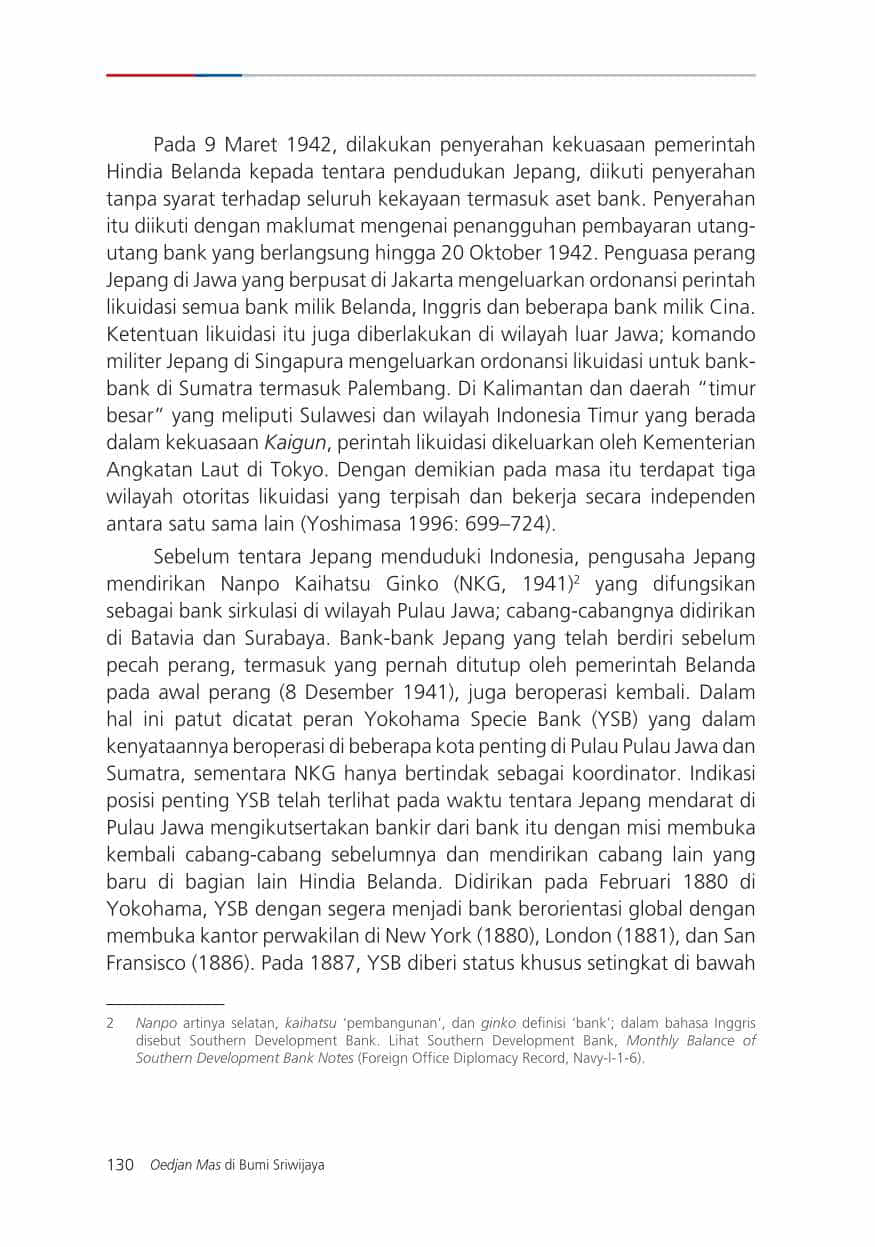 Pada 9 Maret 1942, dilakukan penyerahan kekuasaan pemerintah
Hindia Belanda kepada tentara pendudukan Jepang, diikuti penyerahan
tanpa syarat terhadap seluruh kekayaan termasuk aset bank. Penyerahan
itu diikuti dengan maklumat mengenai penangguhan pembayaran utang-
utang bank yang berlangsung hingga 20 Oktober 1942. Penguasa perang
Jepang di Jawa yang berpusat di Jakarta mengeluarkan ordonansi perintah
likuidasi semua bank milik Belanda, Inggris dan beberapa bank milik Cina.
Ketentuan likuidasi itu juga diberlakukan di wilayah luar Jawa; komando
militer Jepang di Singapura mengeluarkan ordonansi likuidasi untuk bank-
bank di Sumatra termasuk Palembang. Di Kalimantan dan daerah “timur
besar” yang meliputi Sulawesi dan wilayah Indonesia Timur yang berada
dalam kekuasaan Kaigun, perintah likuidasi dikeluarkan oleh Kementerian
Angkatan Laut di Tokyo. Dengan demikian pada masa itu terdapat tiga
wilayah otoritas likuidasi yang terpisah dan bekerja secara independen
antara satu sama lain (Yoshimasa 1996: 699–724).
Sebelum tentara Jepang menduduki Indonesia, pengusaha Jepang
mendirikan Nanpo Kaihatsu Ginko (NKG, 1941)² yang difungsikan
sebagai bank sirkulasi di wilayah Pulau Jawa; cabang-cabangnya didirikan
di Batavia dan Surabaya. Bank-bank Jepang yang telah berdiri sebelum
pecah perang, termasuk yang pernah ditutup oleh pemerintah Belanda
pada awal perang (8 Desember 1941), juga beroperasi kembali. Dalam
hal ini patut dicatat peran Yokohama Specie Bank (YSB) yang dalam
kenyataannya beroperasi di beberapa kota penting di Pulau Pulau Jawa dan
Sumatra, sementara NKG hanya bertindak sebagai koordinator. Indikasi
posisi penting YSB telah terlihat pada waktu tentara Jepang mendarat di
Pulau Jawa mengikutsertakan bankir dari bank itu dengan misi membuka
kembali cabang-cabang sebelumnya dan mendirikan cabang lain yang
baru di bagian lain Hindia Belanda. Didirikan pada Februari 1880 di
Yokohama, YSB dengan segera menjadi bank berorientasi global dengan
membuka kantor perwakilan di New York (1880), London (1881), dan San
Fransisco (1886). Pada 1887, YSB diberi status khusus setingkat di bawah
2 Nanpo artinya selatan, kaihatsu ‘pembangunan’, dan ginko definisi ‘bank’; dalam bahasa Inggris
disebut Southern Development Bank. Lihat Southern Development Bank, Monthly Balance of
Southern Development Bank Notes (Foreign Office Diplomacy Record, Navy-I-1-6).
130 Oedjan Mas di Bumi Sriwijaya